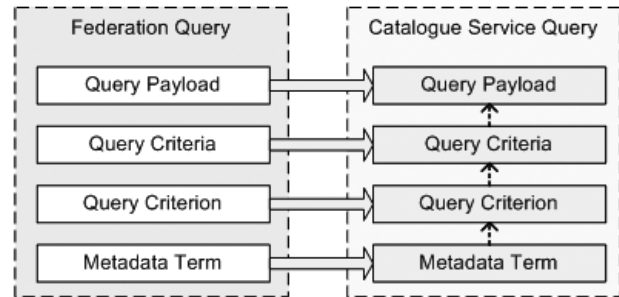 Federation Query
Query Payload
Query Criteria
Query Criterion
Metadata Term
Catalogue Service Query
Query Payload
Query Criteria
Query Criterion
Metadata Term